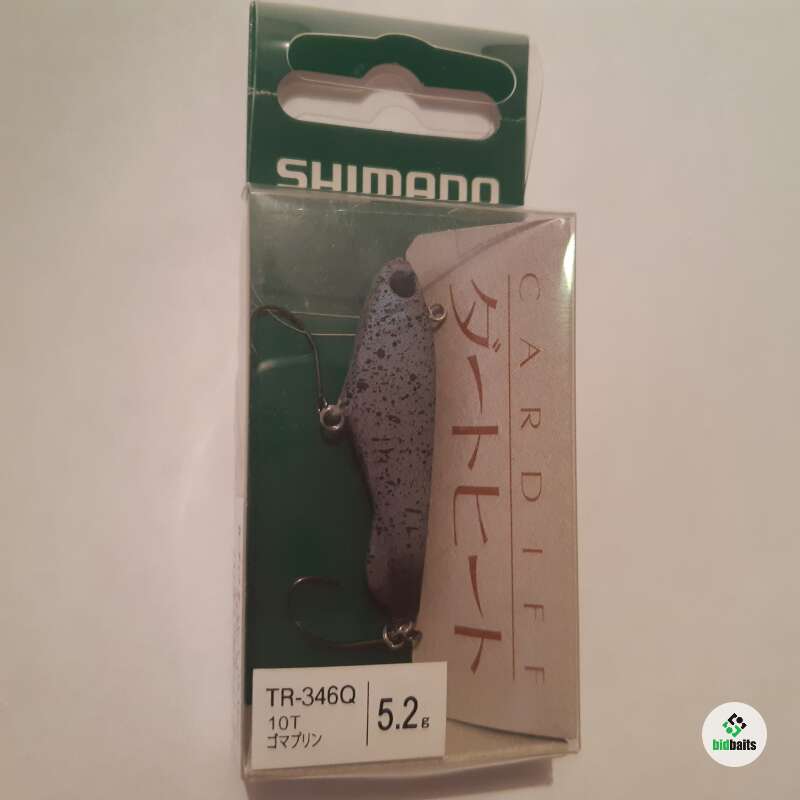 SHIMANO
CARDIFF
ダートヒート
TR-346Q
10T
ゴマプリン
5.2g
bidbaits